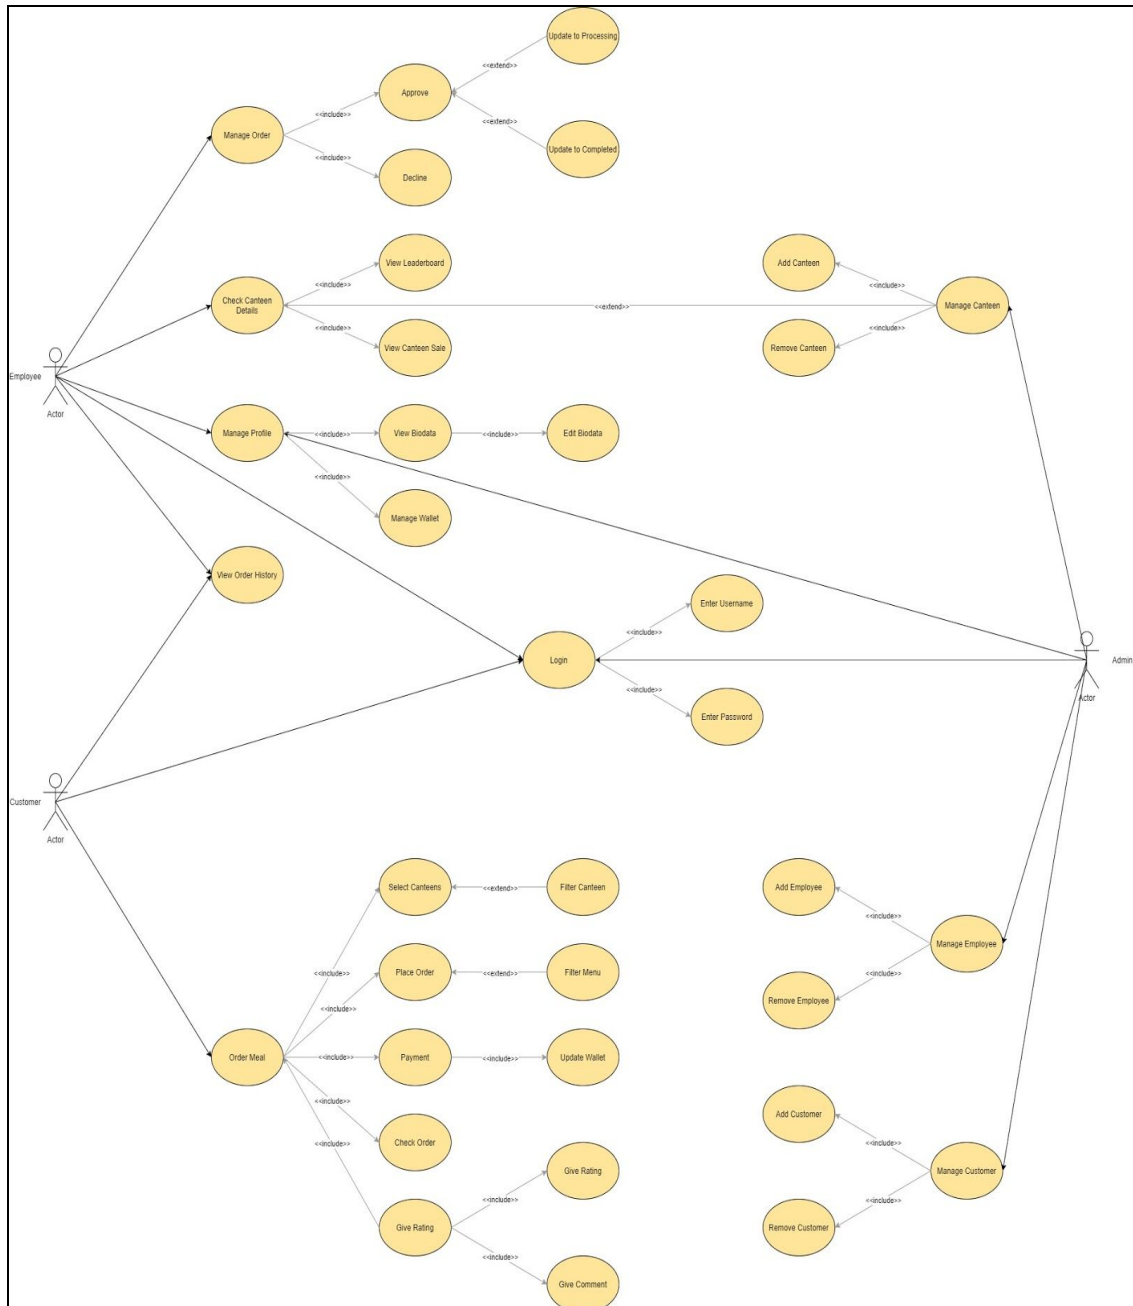 Update to Processing
<<extend>>
Approve
<<include>>
Manage Order
<<extend>>
Update to Completed
<<include>>
Decline
View Leaderboard
Add Canteen
<<include>>
<<include>>
Check Canteen
Details
<<extend>>
Manage Canteen
<<include>>
<<include>>
View Canteen Sale
Remove Canteen
Employee
Actor
Manage Profile
<<include>>
View Biodata
<<include>>
Edit Biodata
<<include>>
Manage Wallet
View Order History
Enter Username
<<include>>
Login
Admin
<<include>>
Actor
Enter Password
Customer
Actor
Select Canteens
<<extend>>
Filter Canteen
Add Employee
<<include>>
Manage Employee
<<include>>
Place Order
<<extend>>
Filter Menu
<<include>>
<<include>>
Remove Employee
Order Meal
<<include>>
Payment
<<include>>
Update Wallet
<<include>>
Add Customer
<<include>>
<<include>>
Check Order
Give Rating
Manage Customer
<<include>>
<<include>>
Give Rating
Remove Customer
<<include>>
Give Comment